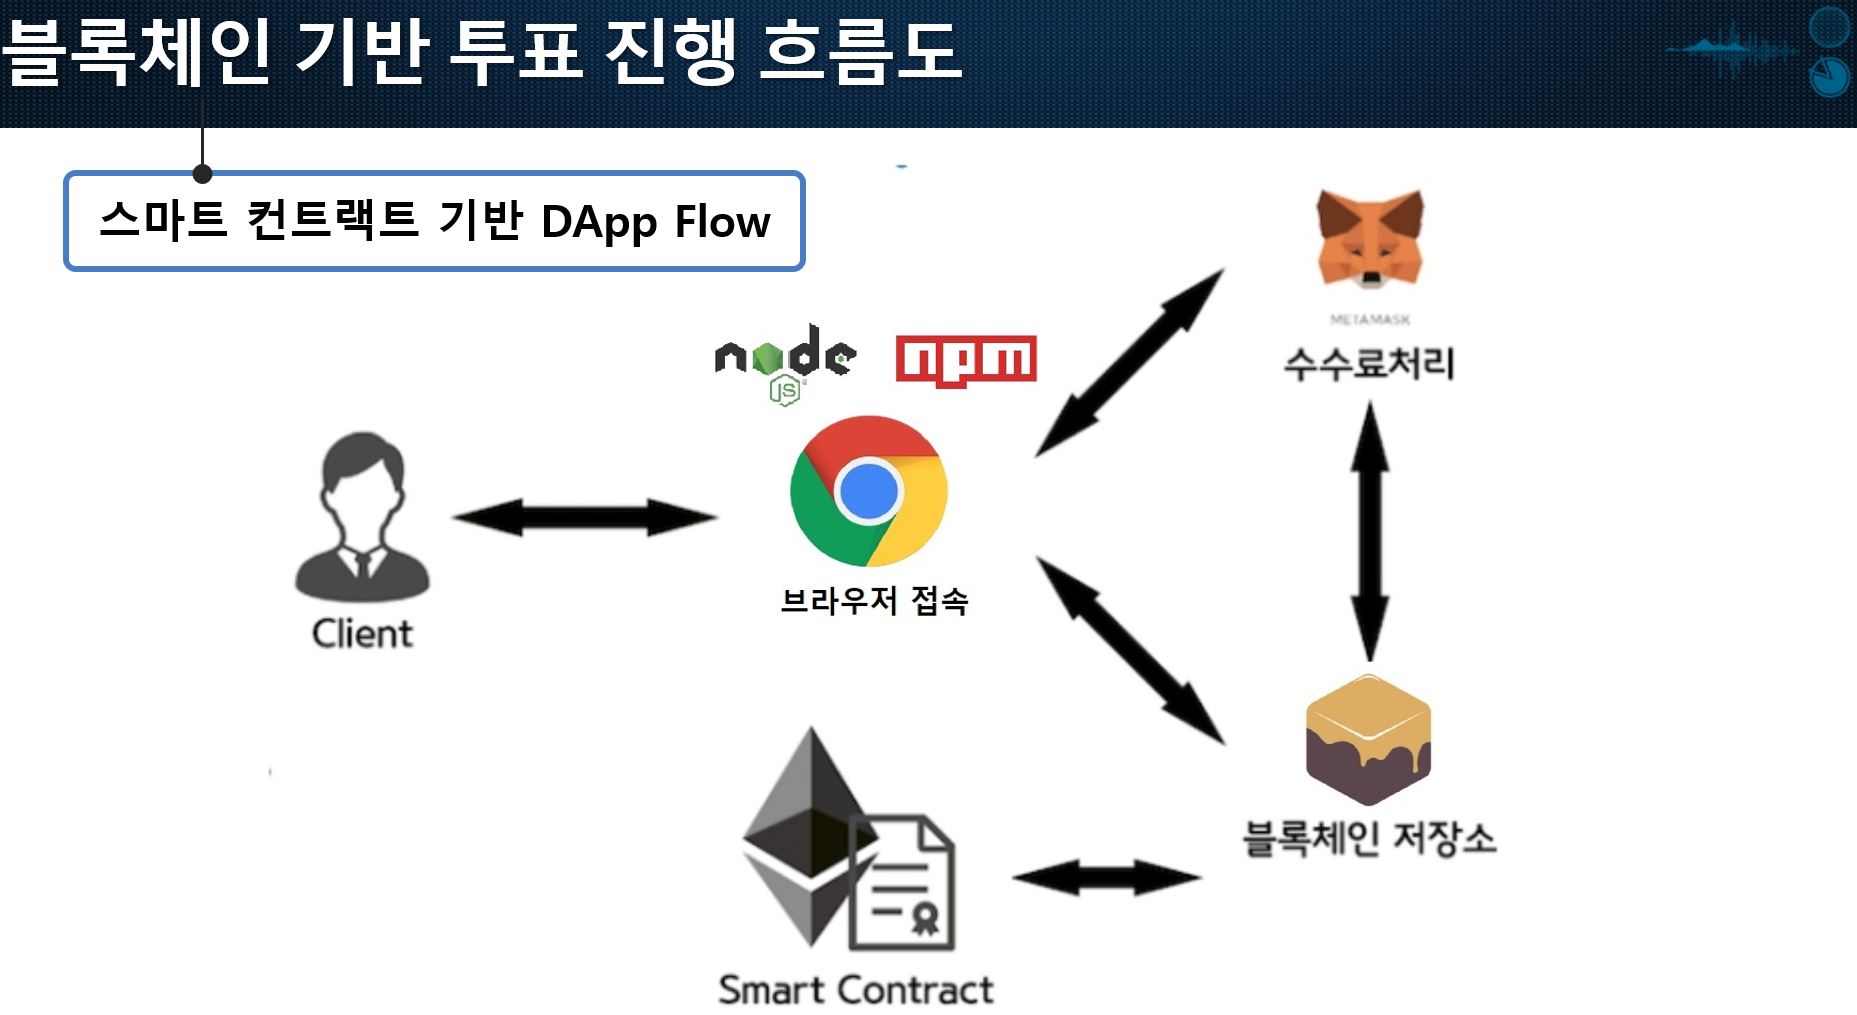 블록체인 기반 투표 진행 흐름도
스마트 컨트랙트 기반 DApp Flow
METAMASK
수수료처리
node
JS
npm
브라우저 접속
Client
블록체인 저장소
Smart Contract